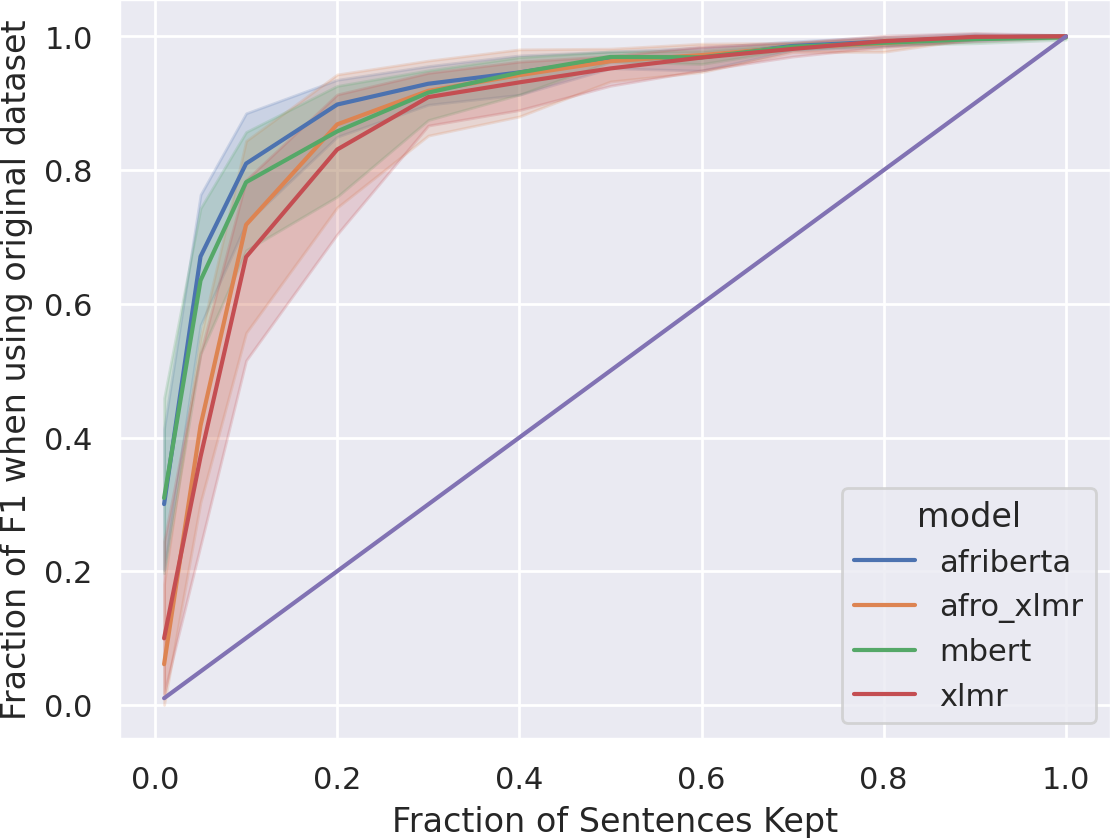 Fraction of F1 when using original dataset
1.0
0.8
0.6
0.4
0.2
0.0
0.0 0.2 0.4 0.6 0.8 1.0
Fraction of Sentences Kept
model
afriberta
afro_xlmr
mbert
xlmr